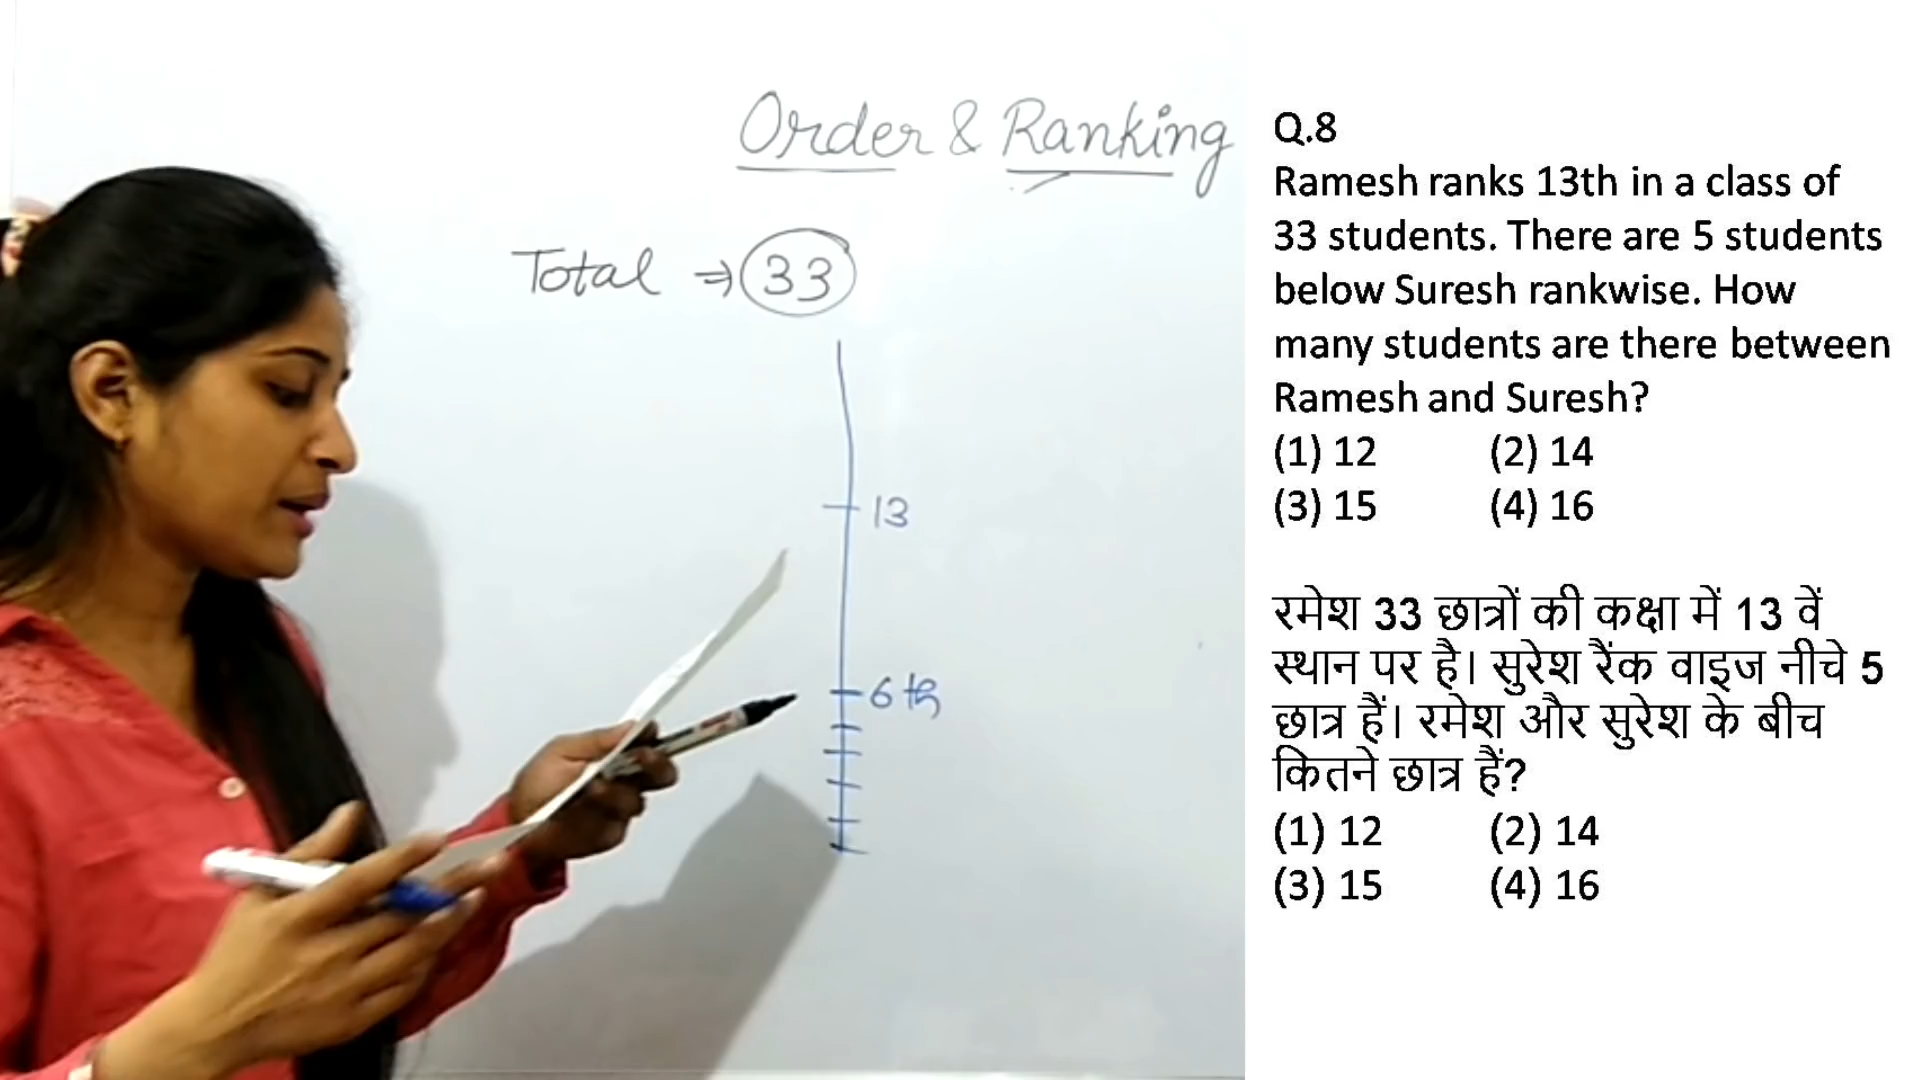 Order & Ranking
Total ⇒ 33
13
6th
Q.8
Ramesh ranks 13th in a class of
33 students. There are 5 students
below Suresh rankwise. How
many students are there between
Ramesh and Suresh?
(1) 12 (2) 14
(3) 15 (4) 16
रमेश 33 छात्रों की कक्षा में 13 वें
स्थान पर है। सुरेश रैंक वाइज नीचे 5
छात्र हैं। रमेश और सुरेश के बीच
कितने छात्र हैं?
(1) 12 (2) 14
(3) 15 (4) 16